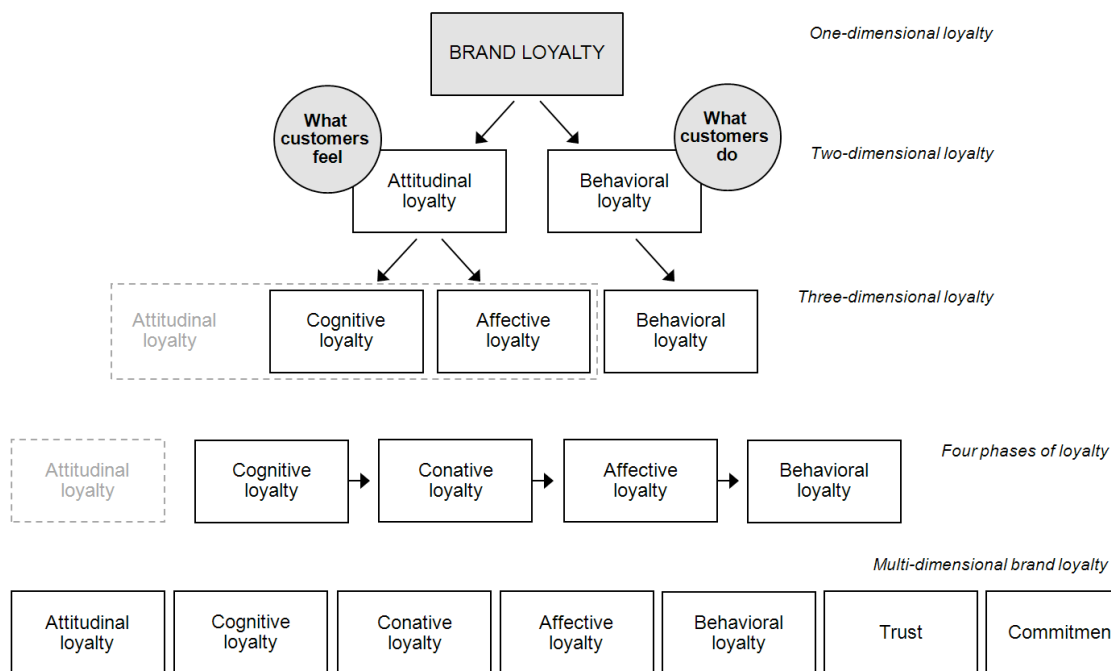 One-dimensional loyalty
BRAND LOYALTY
What
customers
feel
What
customers
do
Two-dimensional loyalty
Attitudinal
loyalty
Behavioral
loyalty
Three-dimensional loyalty
Attitudinal
loyalty
Cognitive
loyalty
Affective
loyalty
Behavioral
loyalty
Four phases of loyalty
Attitudinal
loyalty
Cognitive
loyalty
Conative
loyalty
Affective
loyalty
Behavioral
loyalty
Multi-dimensional brand loyalty
Attitudinal
loyalty
Cognitive
loyalty
Conative
loyalty
Affective
loyalty
Behavioral
loyalty
Trust
Commitmen